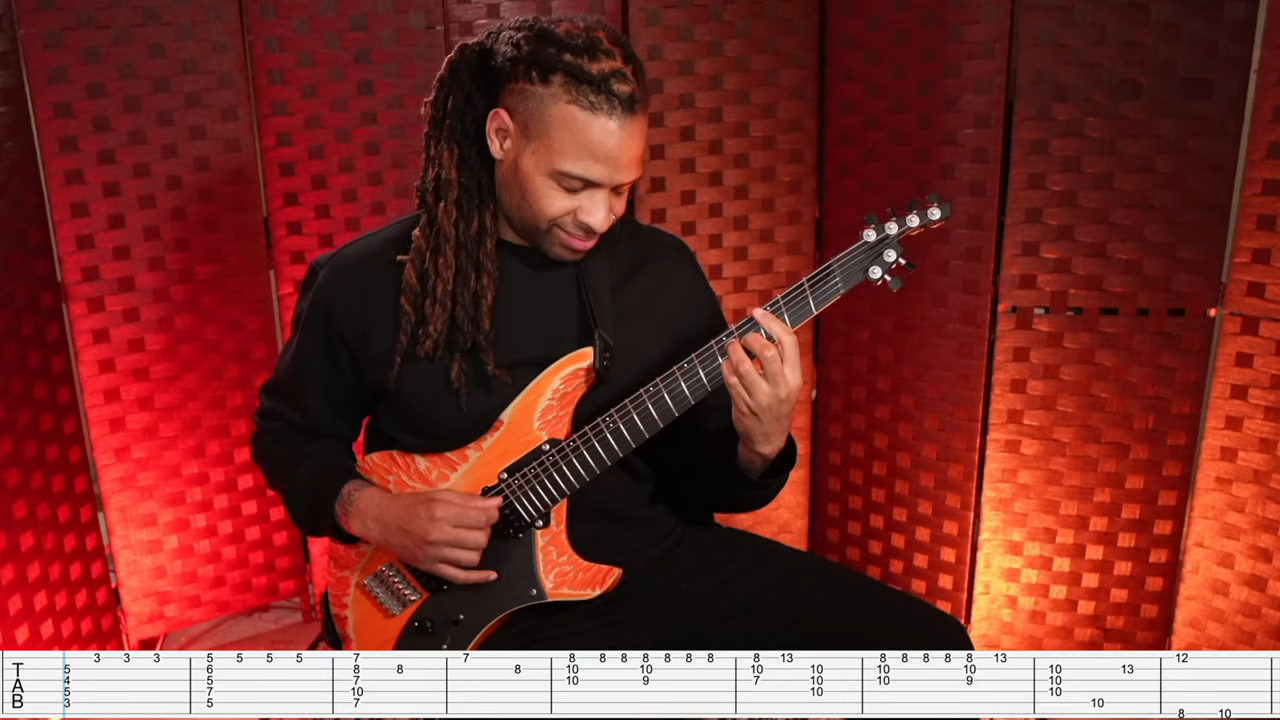 3 3 3 5 5 5 5 7 7 8 8 8 8 8 8 8 8 13 8 8 8 8 8 13 12
T 5 6 8 8 8 10 10 10 10 10 10 10 13
A 4 5 7 10 9 7 10 10 9 10
5 7 10 10 10
B 3 5 7 10
8 10